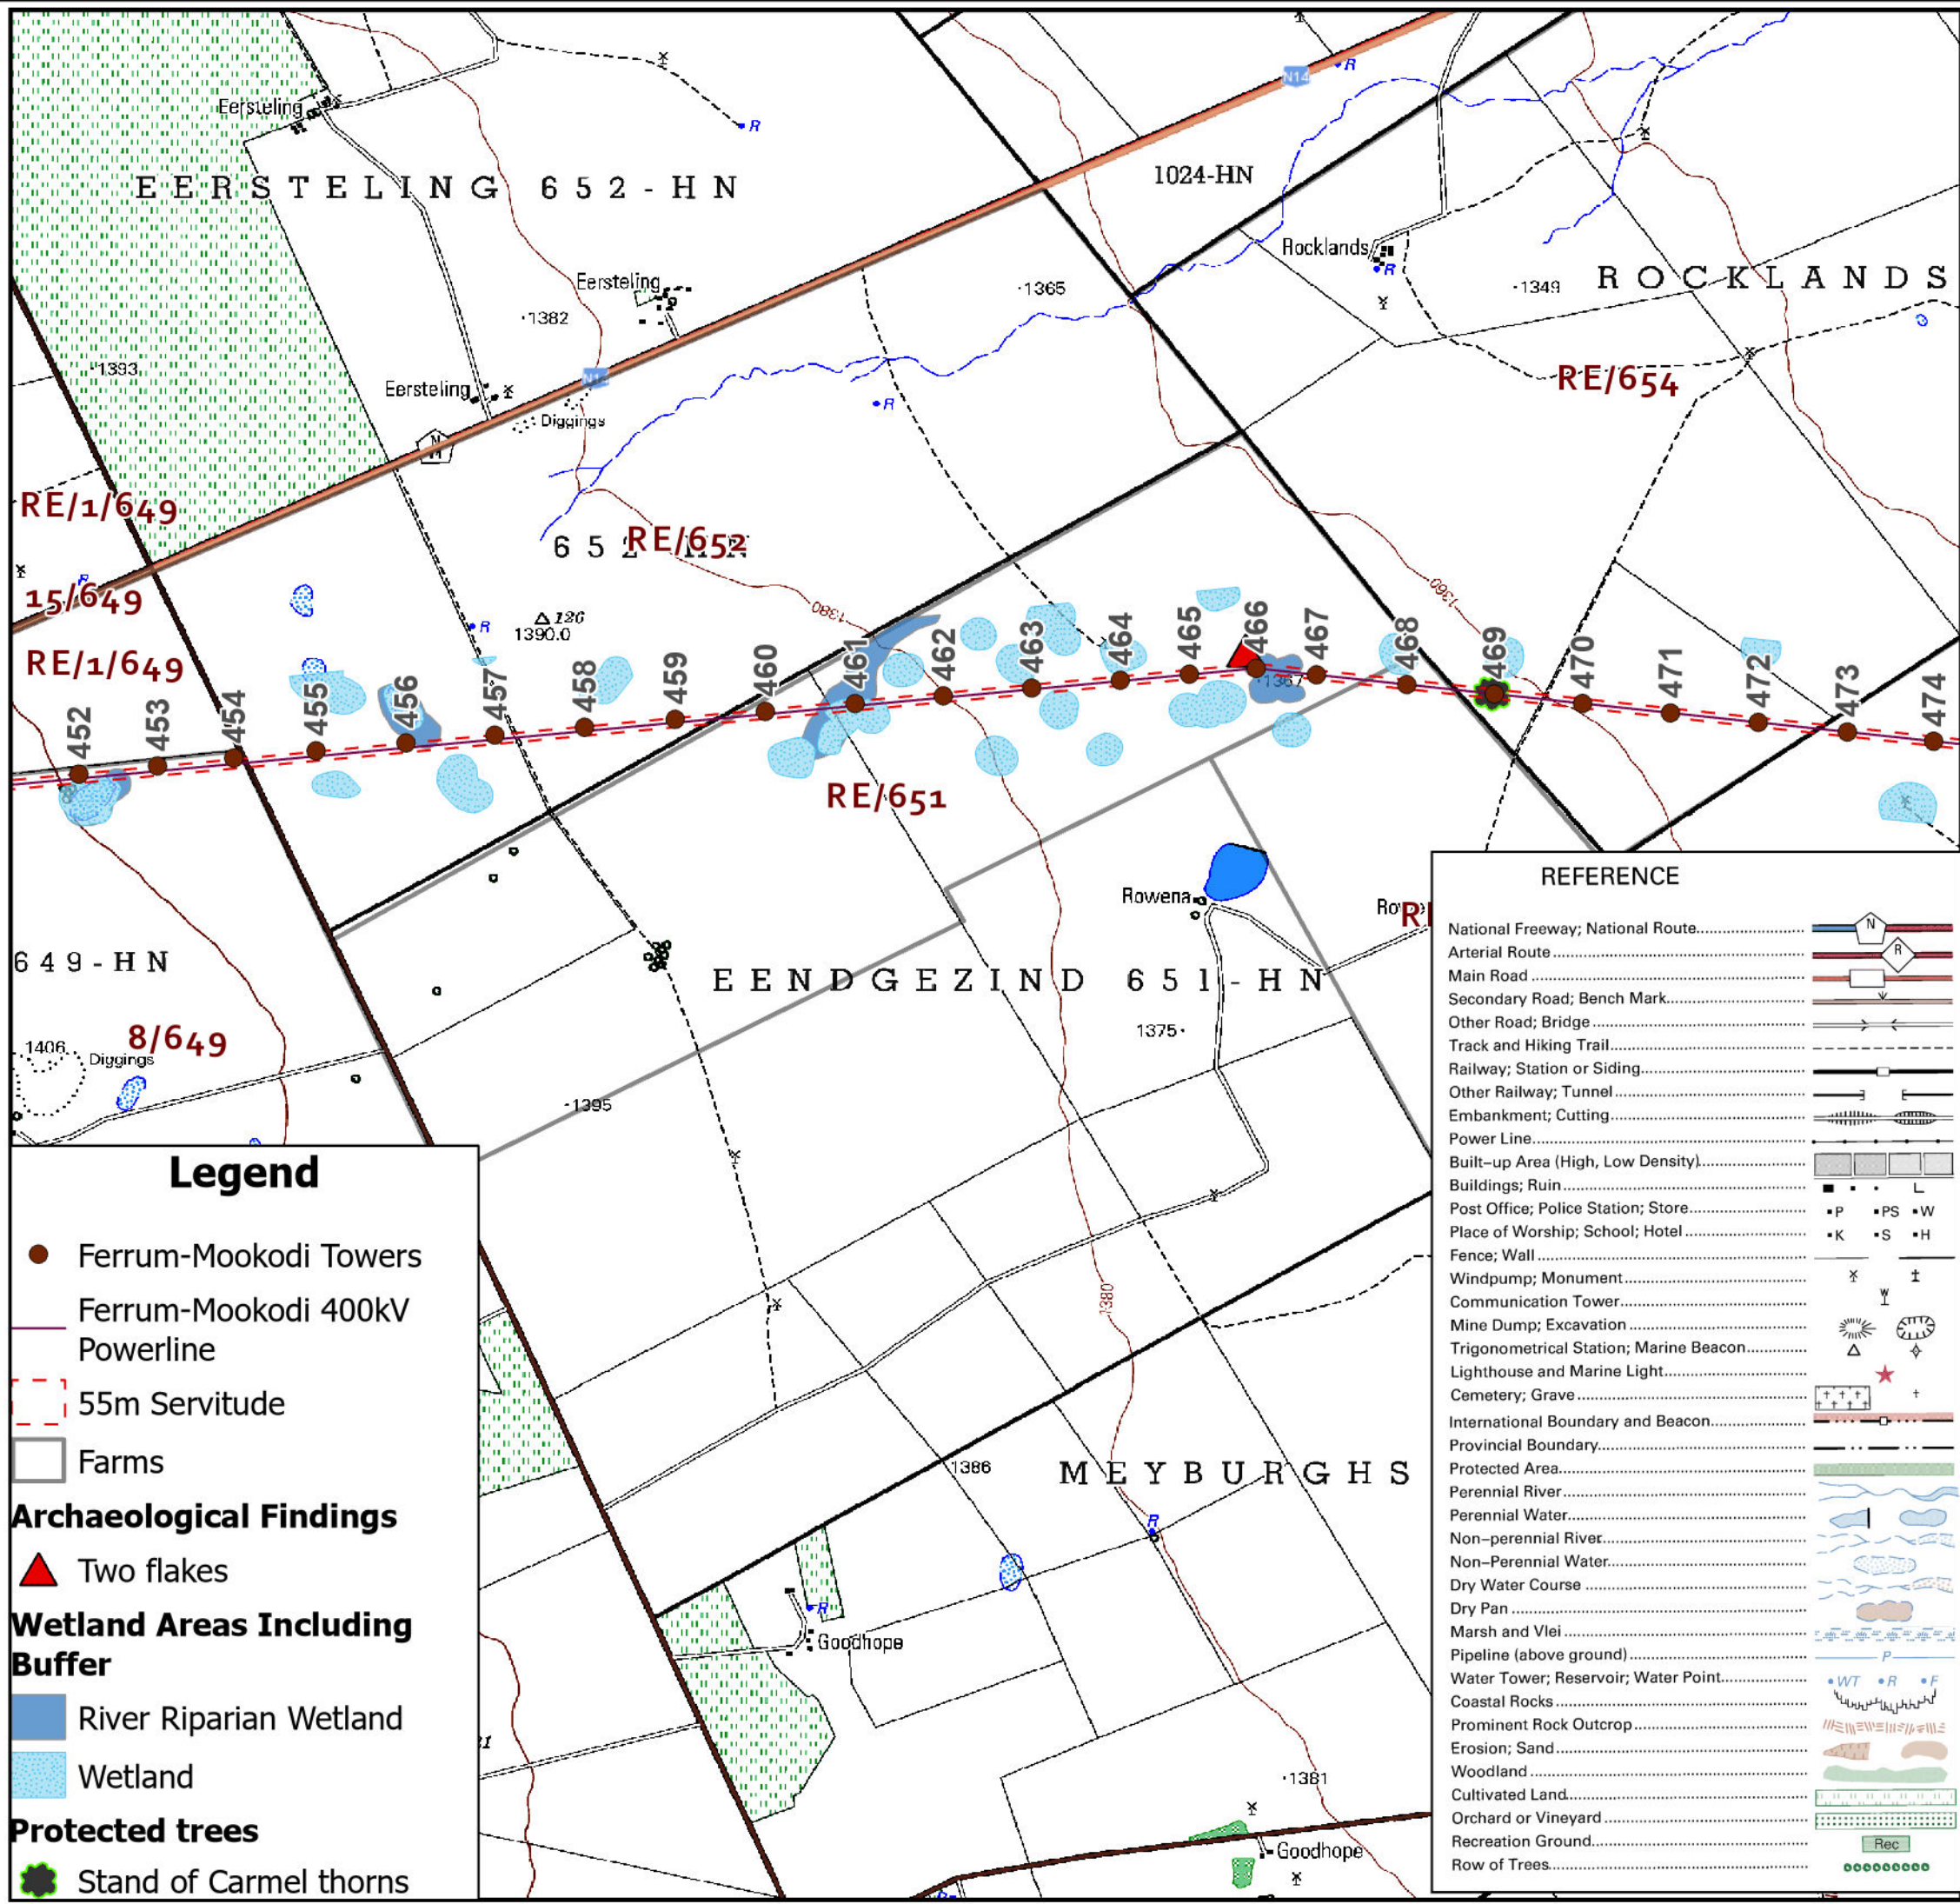 N14
R
Eersteling
R
1024-HN
EERSTELING 652-HN
Rocklands
R
ROCKLANDS
Eersteling
1365
1349
1382
1393
N14
RE/654
Eersteling
R
Diggings
N
14
RE/1/649
RE/652
652-HN
15/649
R
1380
1360
126
1390.0
R
RE/1/649
452
453
454
455
456
457
458
459
460
461
462
463
464
465
466
467
468
469
470
471
472
473
474
1367
RE/651
Rowena
649-HN
EENDGEZIND 651-HN
1375
1406
Diggings
8/649
1395
1380
1386
MEYBURGHS
R
R
Goodhope
1381
Goodhope
R
Legend
Ferrum-Mookodi Towers
Ferrum-Mookodi 400kV
Powerline
55m Servitude
Farms
Archaeological Findings
Two flakes
Wetland Areas Including
Buffer
River Riparian Wetland
Wetland
Protected trees
Stand of Carmel thorns
REFERENCE
National Freeway; National Route N
Arterial Route R
Main Road
Secondary Road; Bench Mark
Other Road; Bridge
Track and Hiking Trail
Railway; Station or Siding
Other Railway; Tunnel
Embankment; Cutting
Power Line
Built-up Area (High, Low Density)
Buildings; Ruin
Post Office; Police Station; Store P PS W
Place of Worship; School; Hotel K S H
Fence; Wall
Windpump; Monument
Communication Tower W
Mine Dump; Excavation
Trigonometrical Station; Marine Beacon
Lighthouse and Marine Light
Cemetery; Grave
International Boundary and Beacon
Provincial Boundary
Protected Area
Perennial River
Perennial Water
Non-perennial River
Non-Perennial Water
Dry Water Course
Dry Pan
Marsh and Vlei
Pipeline (above ground) P
Water Tower; Reservoir; Water Point WT R F
Coastal Rocks
Prominent Rock Outcrop
Erosion; Sand
Woodland
Cultivated Land
Orchard or Vineyard
Recreation Ground Rec
Row of Trees